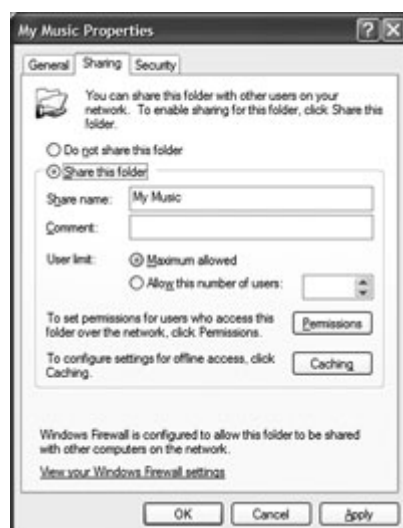 My Music Properties
General Sharing Security
You can share this folder with other users on your
network. To enable sharing for this folder, click Share this
folder.
Do not share this folder
Share this folder
Share name: My Music
Comment:
User limit: Maximum allowed
Allow this number of users:
To set permissions for users who access this
folder over the network, click Permissions.
Permissions
To configure settings for offline access, click
Caching.
Caching
Windows Firewall is configured to allow this folder to be shared
with other computers on the network.
View your Windows Firewall settings
OK Cancel Apply